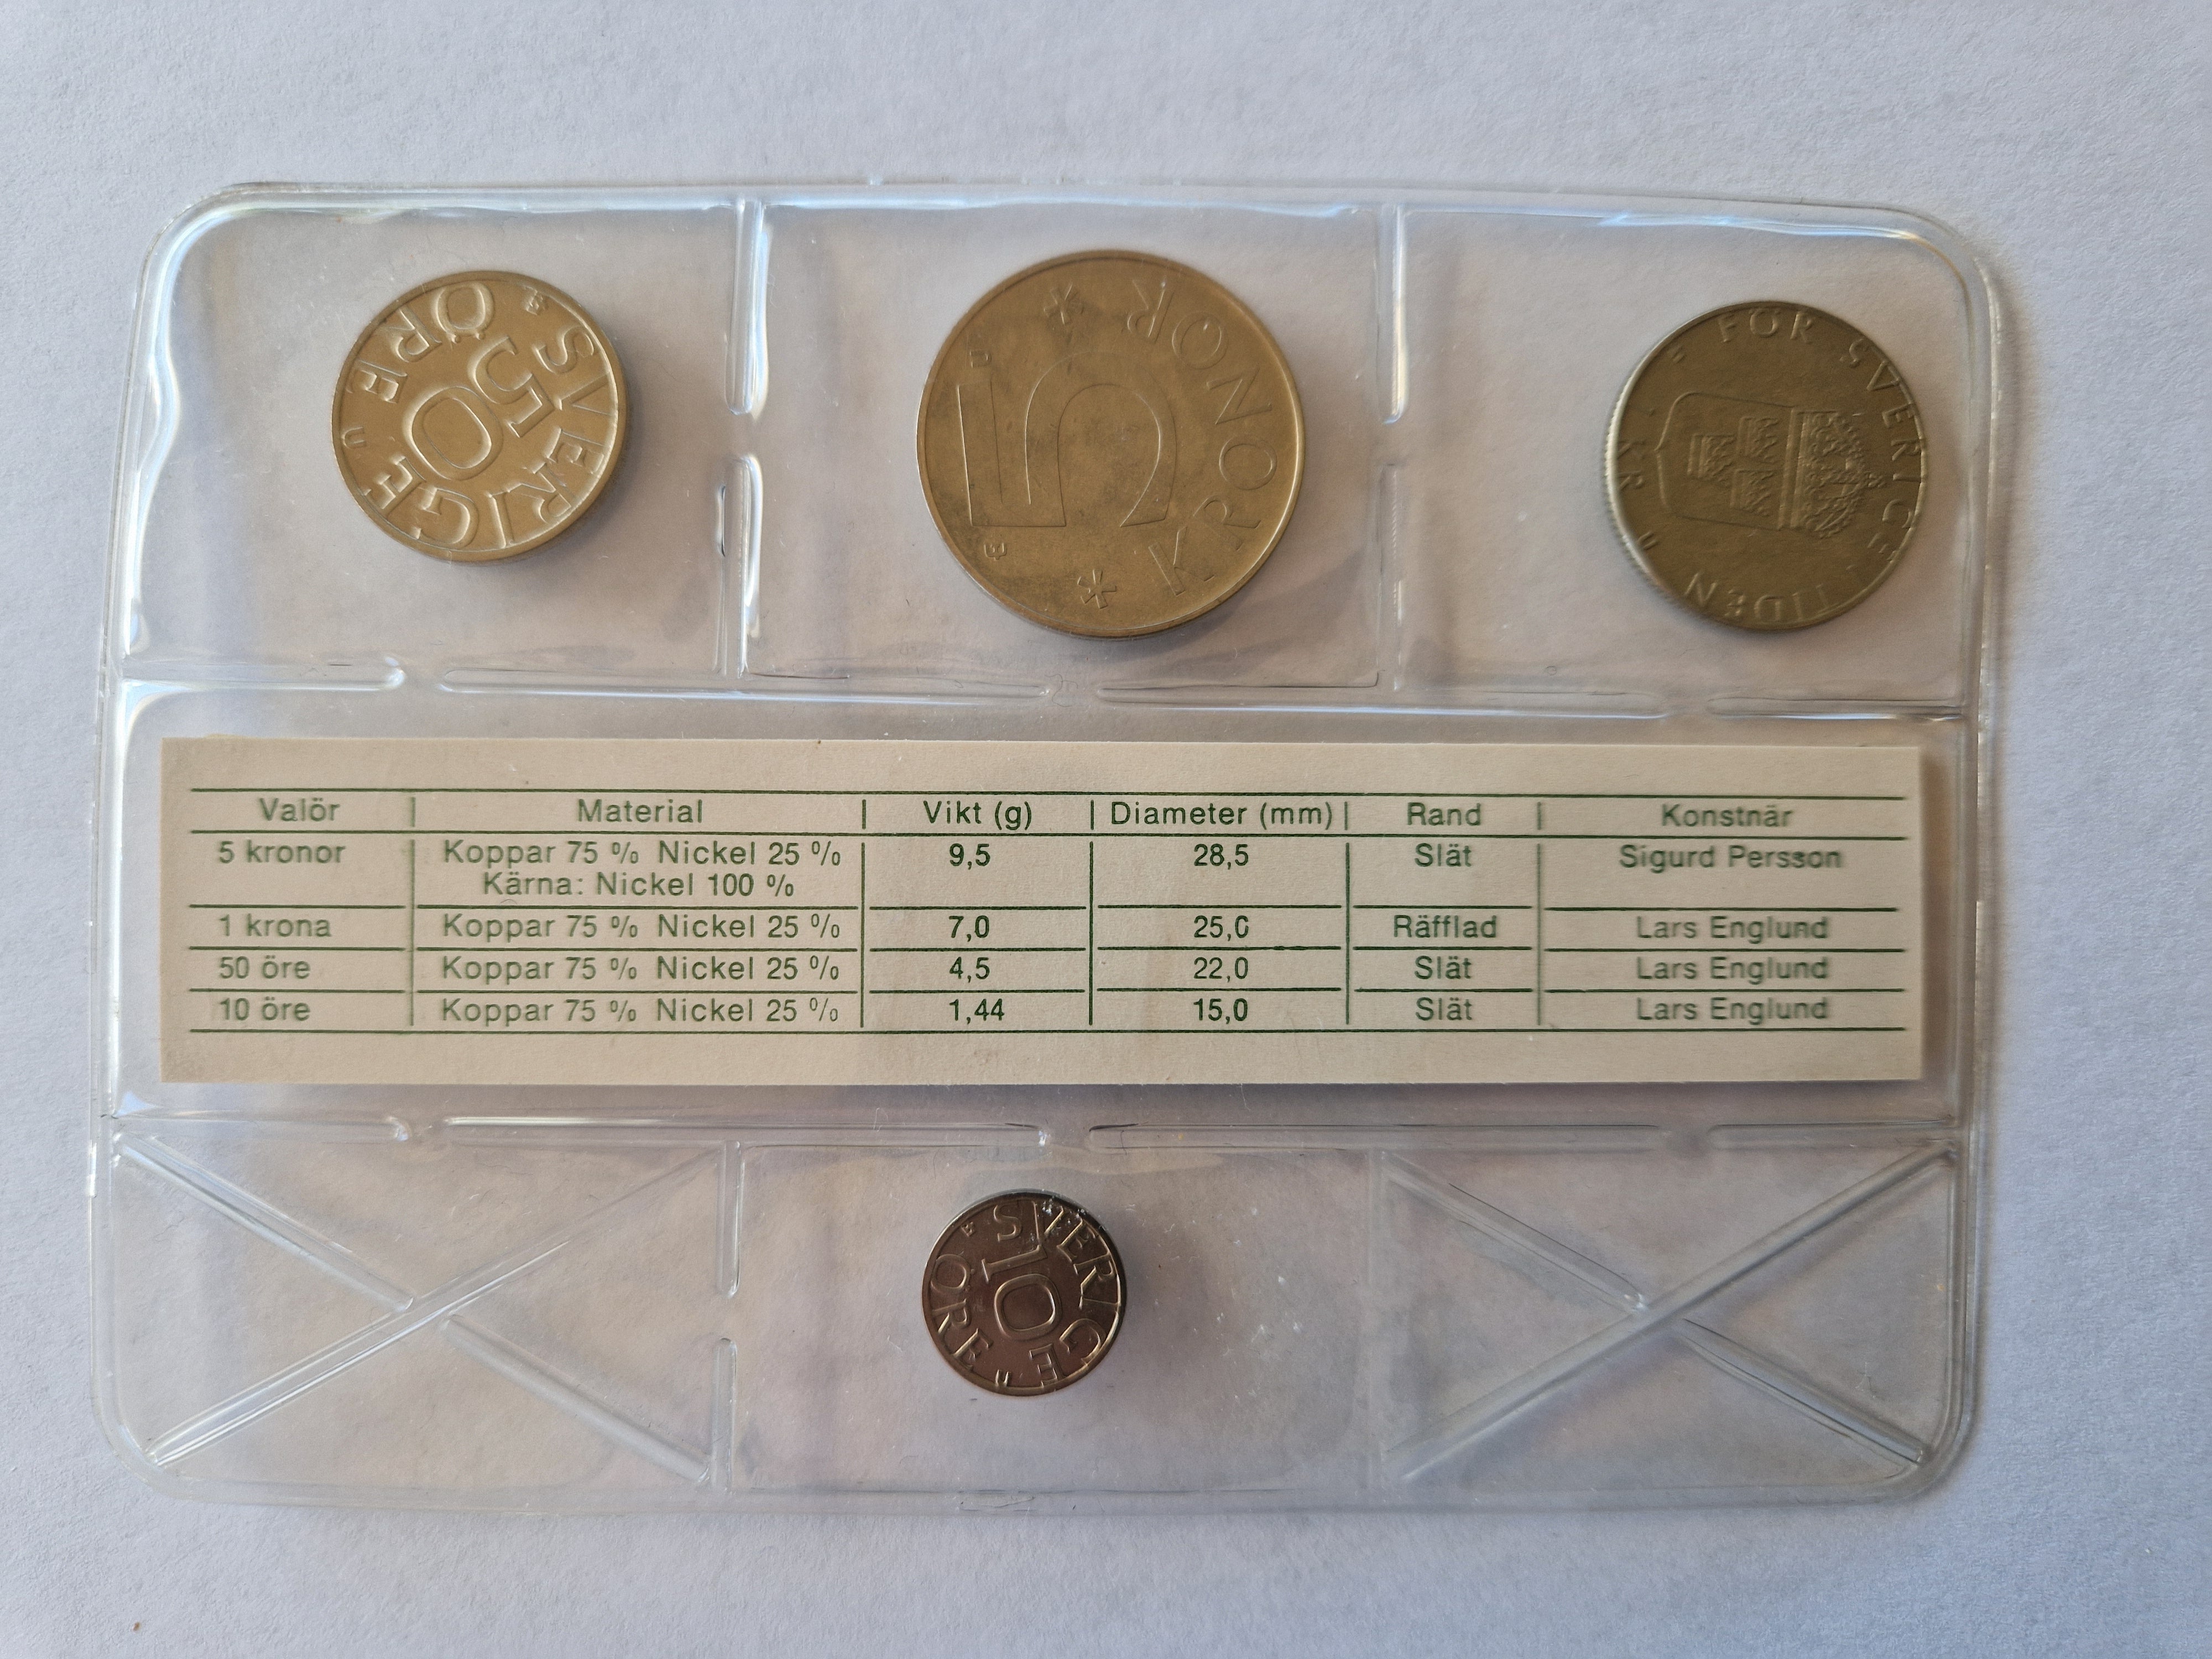 SVERIGE
50
ÖRE
E U
5
KRONOR
U E
FÖR SVERIGE I TIDEN
KR
U
Valör Material Vikt (g) Diameter (mm) Rand Konstnär
5 kronor Koppar 75 % Nickel 25 % 9,5 28,5 Slät Sigurd Persson
Kärna: Nickel 100 %
1 krona Koppar 75 % Nickel 25 % 7,0 25,0 Räfflad Lars Englund
50 öre Koppar 75 % Nickel 25 % 4,5 22,0 Slät Lars Englund
10 öre Koppar 75 % Nickel 25 % 1,44 15,0 Slät Lars Englund
SVERIGE
10
ÖRE
E U